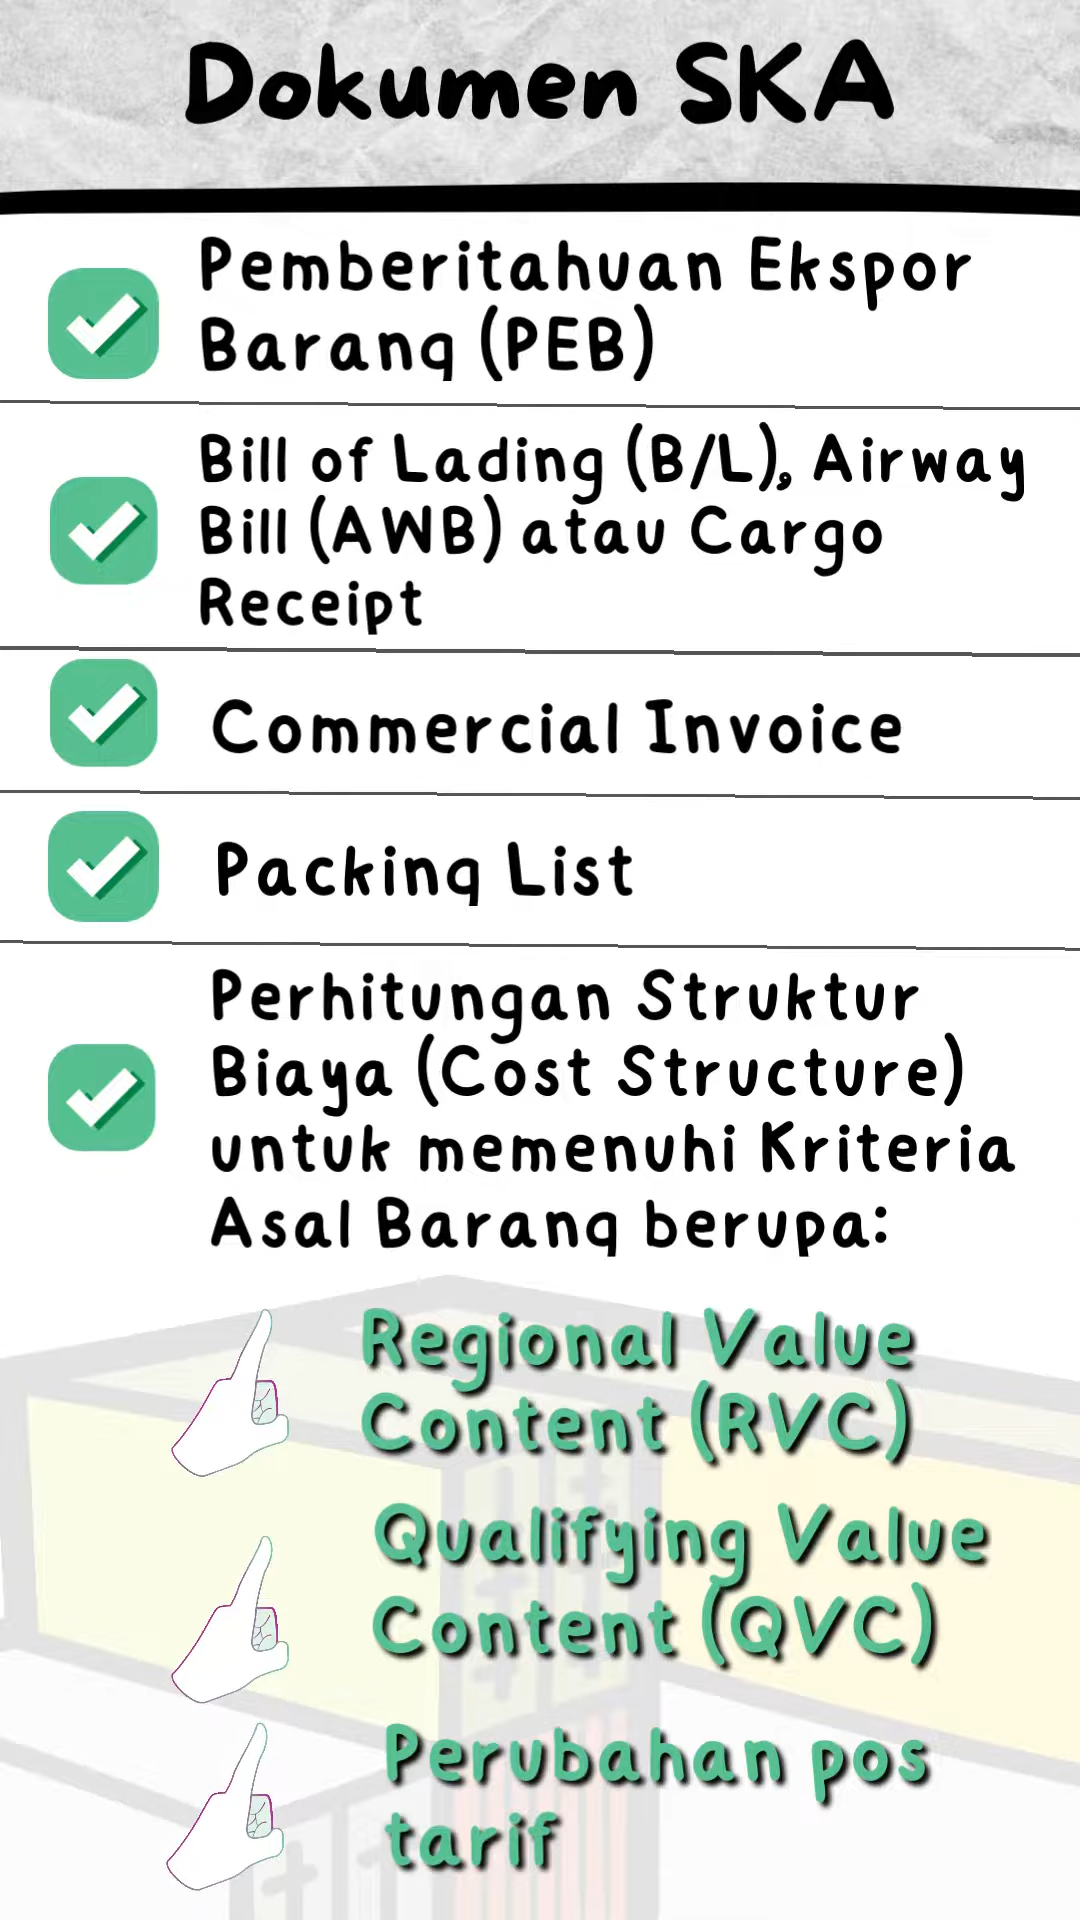 Dokumen SKA
Pemberitahuan Ekspor
Barang (PEB)
Bill of Lading (B/L), Airway
Bill (AWB) atau Cargo
Receipt
Commercial Invoice
Packing List
Perhitungan Struktur
Biaya (Cost Structure)
untuk memenuhi Kriteria
Asal Barang berupa:
Regional Value
Content (RVC)
Qualifying Value
Content (QVC)
Perubahan pos
tarif